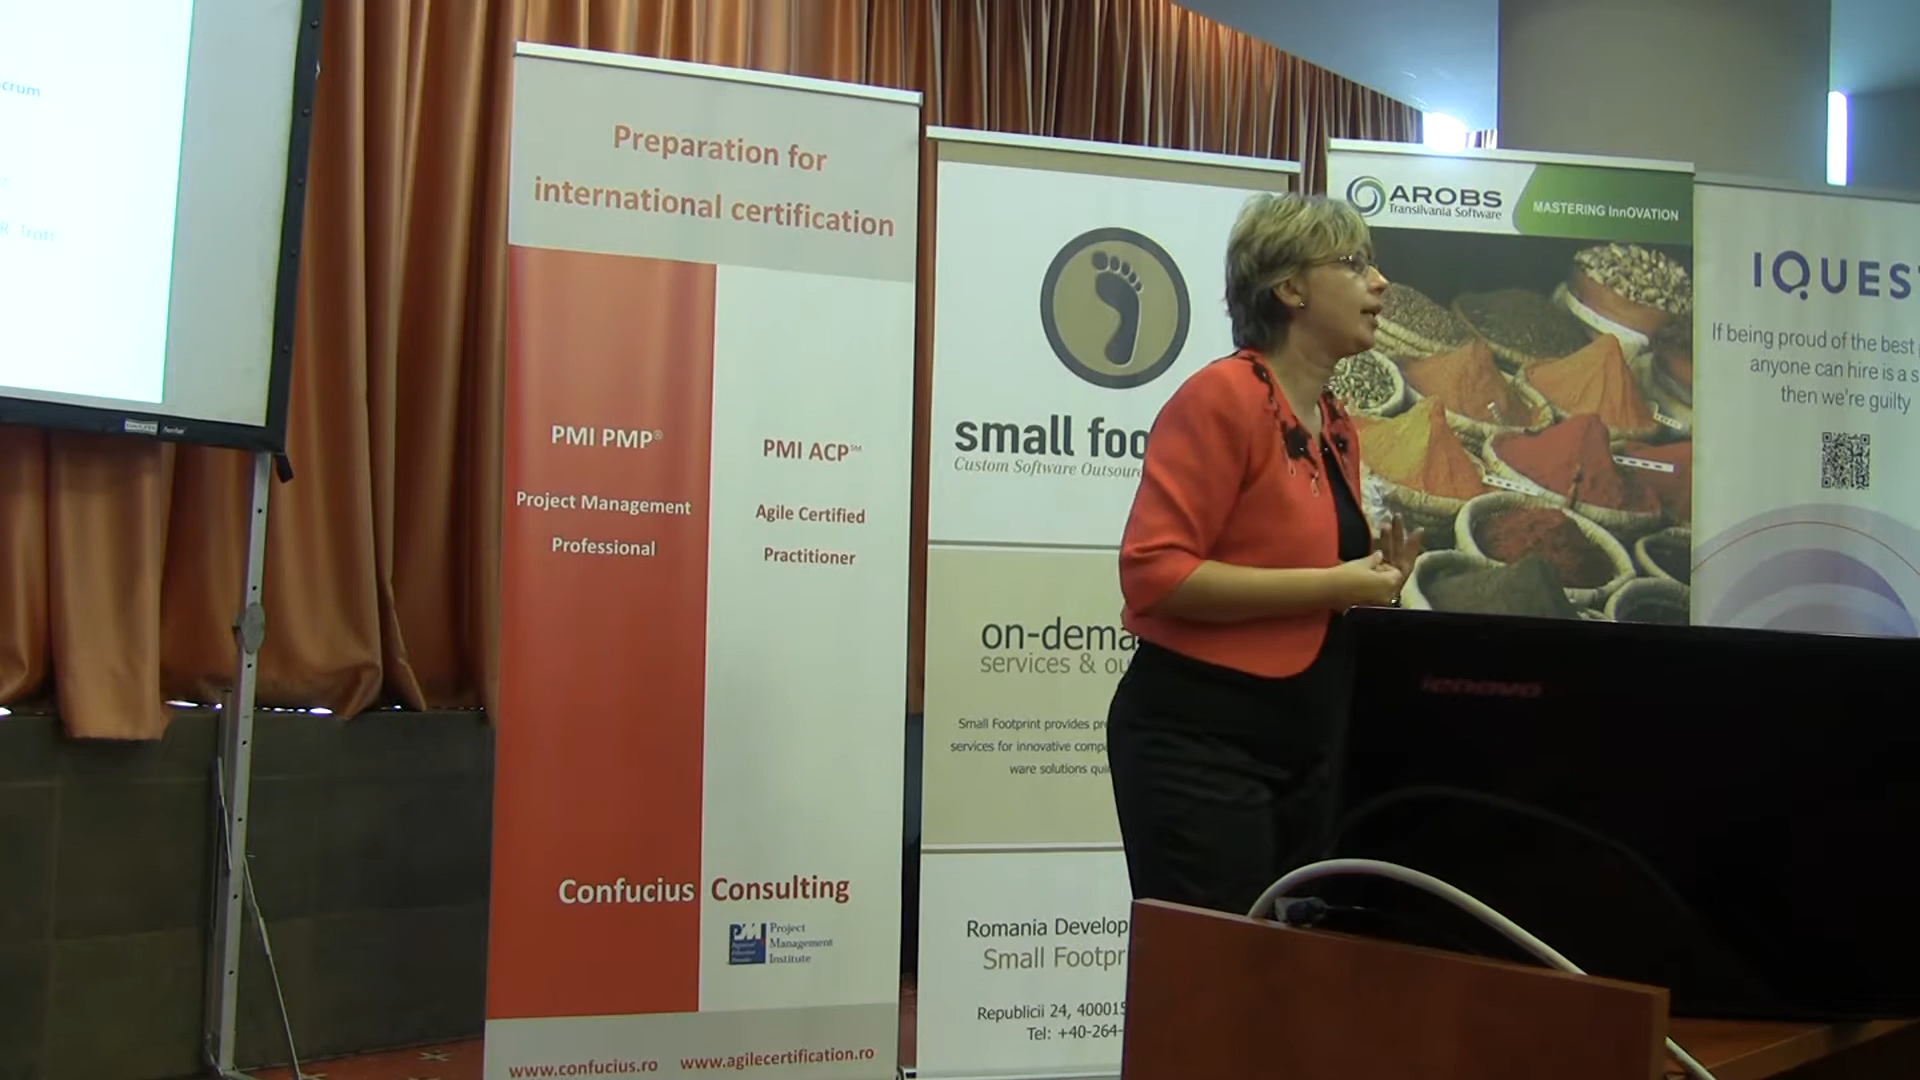 crum
Preparation for
international certification
PMI PMP®
Project Management
Professional
PMI ACP℠
Agile Certified
Practitioner
Confucius Consulting
PMI
Project
Management
Institute
www.confucius.ro www.agilecertification.ro
small foo
Custom Software Outsour
on-dema
services & ou
Small Footprint provides pr
services for innovative comp
ware solutions qui
Romania Develop
Small Footpr
Republicii 24, 40001
Tel: +40-264-
AROBS
Transilvania Software
MASTERING InnOVATION
IQUEST
If being proud of the best
anyone can hire is a s
then we're guilty
lenovo